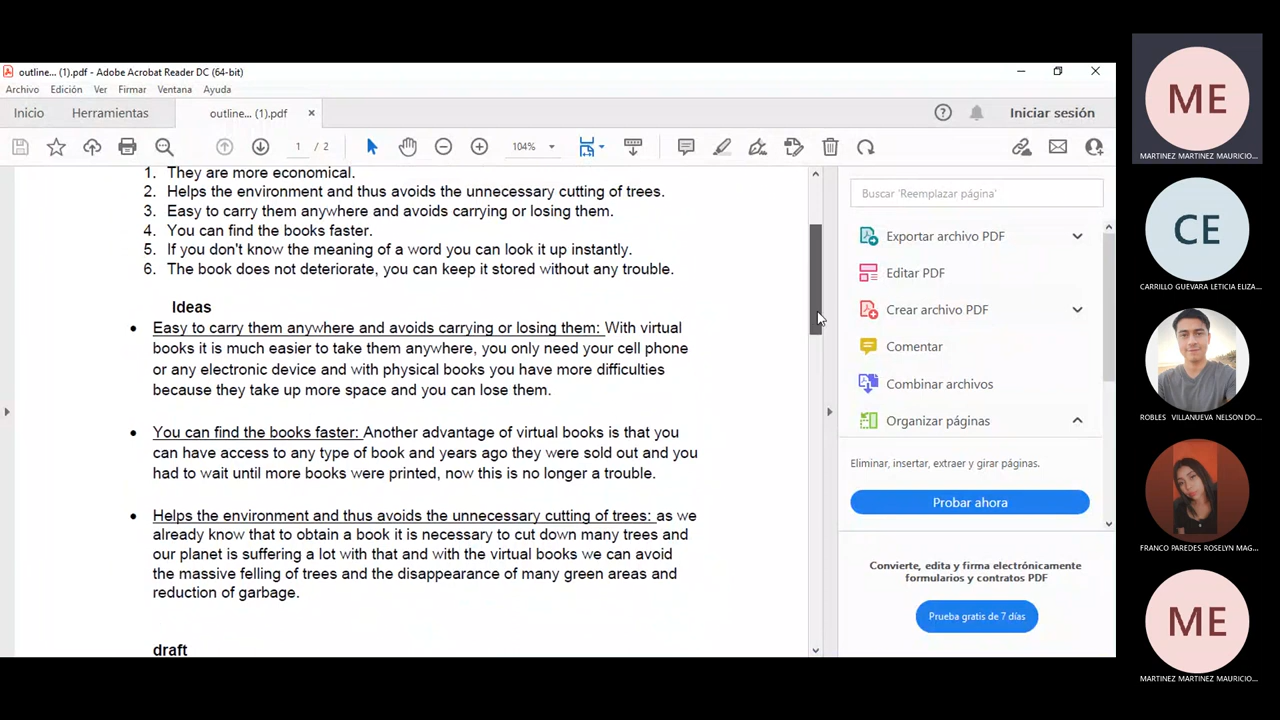 outline... (1).pdf - Adobe Acrobat Reader DC (64-bit)
Archivo Edición Ver Firmar Ventana Ayuda
Inicio Herramientas outline... (1).pdf × Iniciar sesión
1 / 2 104%
1. They are more economical.
2. Helps the environment and thus avoids the unnecessary cutting of trees.
3. Easy to carry them anywhere and avoids carrying or losing them.
4. You can find the books faster.
5. If you don't know the meaning of a word you can look it up instantly.
6. The book does not deteriorate, you can keep it stored without any trouble.
Ideas
• Easy to carry them anywhere and avoids carrying or losing them: With virtual
books it is much easier to take them anywhere, you only need your cell phone
or any electronic device and with physical books you have more difficulties
because they take up more space and you can lose them.
• You can find the books faster: Another advantage of virtual books is that you
can have access to any type of book and years ago they were sold out and you
had to wait until more books were printed, now this is no longer a trouble.
• Helps the environment and thus avoids the unnecessary cutting of trees: as we
already know that to obtain a book it is necessary to cut down many trees and
our planet is suffering a lot with that and with the virtual books we can avoid
the massive felling of trees and the disappearance of many green areas and
reduction of garbage.
draft
Buscar 'Reemplazar página'
Exportar archivo PDF
Editar PDF
Crear archivo PDF
Comentar
Combinar archivos
Organizar páginas
Eliminar, insertar, extraer y girar páginas.
Probar ahora
Convierte, edita y firma electrónicamente
formularios y contratos PDF
Prueba gratis de 7 días
ME
MARTINEZ MARTINEZ MAURICIO...
CE
CARRILLO GUEVARA LETICIA ELIZA...
ROBLES VILLANUEVA NELSON DO...
FRANCO PAREDES ROSELYN MAG...
ME
MARTINEZ MARTINEZ MAURICIO...